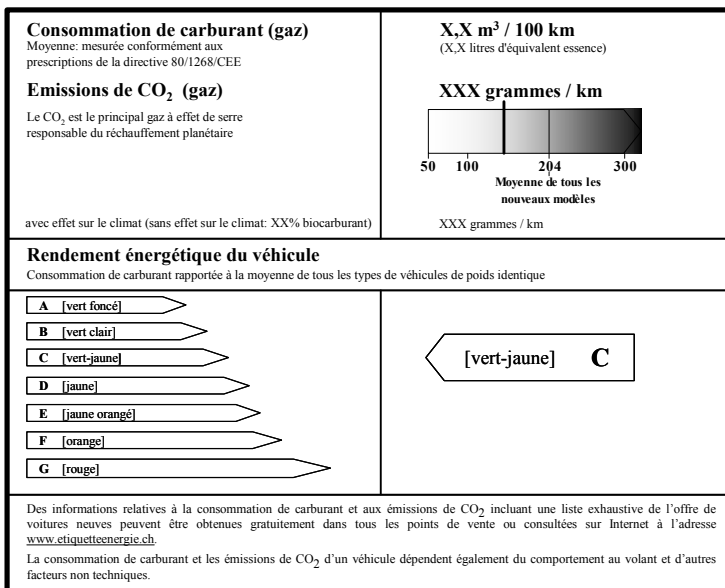 Consommation de carburant (gaz)
Moyenne: mesurée conformément aux
prescriptions de la directive 80/1268/CEE
X,X m³ / 100 km
(X,X litres d'équivalent essence)
Emissions de CO₂ (gaz)
Le CO₂ est le principal gaz à effet de serre
responsable du réchauffement planétaire
XXX grammes / km
50 100 204 300
Moyenne de tous les
nouveaux modèles
avec effet sur le climat (sans effet sur le climat: XX% biocarburant)
XXX grammes / km
Rendement énergétique du véhicule
Consommation de carburant rapportée à la moyenne de tous les types de véhicules de poids identique
A [vert foncé]
B [vert clair]
C [vert-jaune]
D [jaune]
E [jaune orangé]
F [orange]
G [rouge]
[vert-jaune] C
Des informations relatives à la consommation de carburant et aux émissions de CO₂ incluant une liste exhaustive de l'offre de
voitures neuves peuvent être obtenues gratuitement dans tous les points de vente ou consultées sur Internet à l'adresse
www.etiquetteenergie.ch.
La consommation de carburant et les émissions de CO₂ d'un véhicule dépendent également du comportement au volant et d'autres
facteurs non techniques.